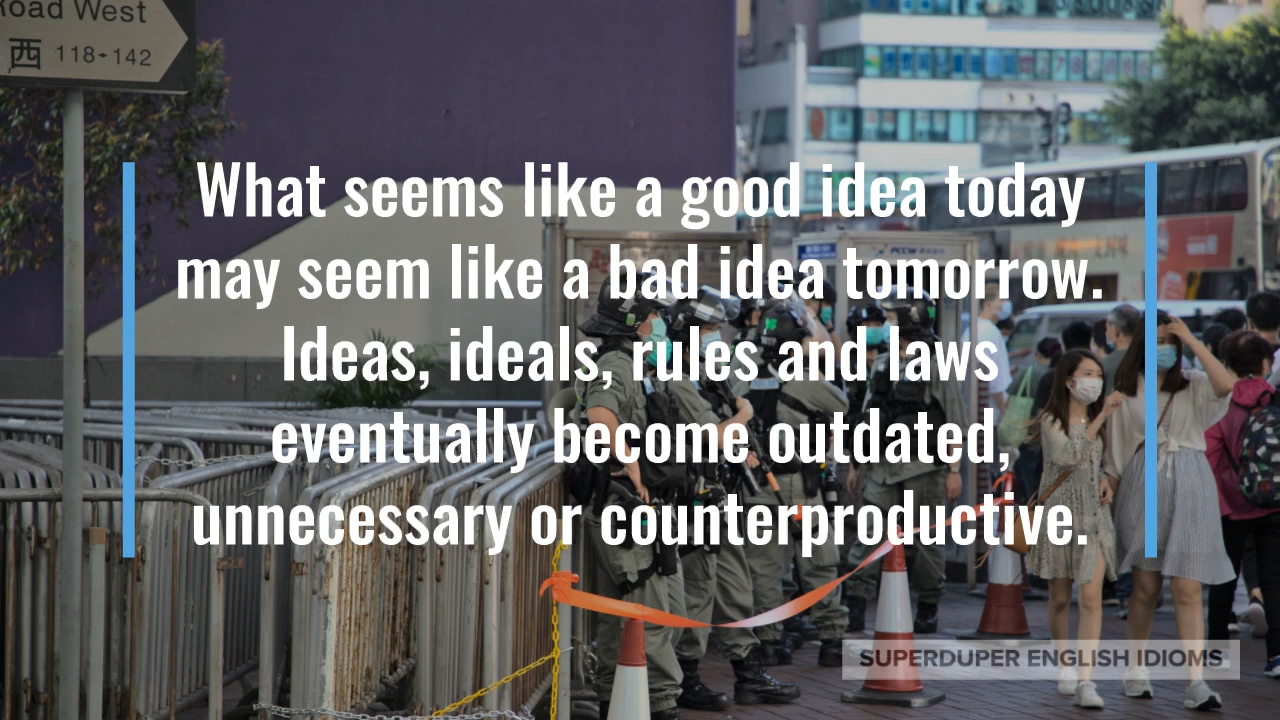 Road West
西 118-142
What seems like a good idea today
may seem like a bad idea tomorrow.
Ideas, ideals, rules and laws
eventually become outdated,
unnecessary or counterproductive.
PCCW
SUPERDUPER ENGLISH IDIOMS